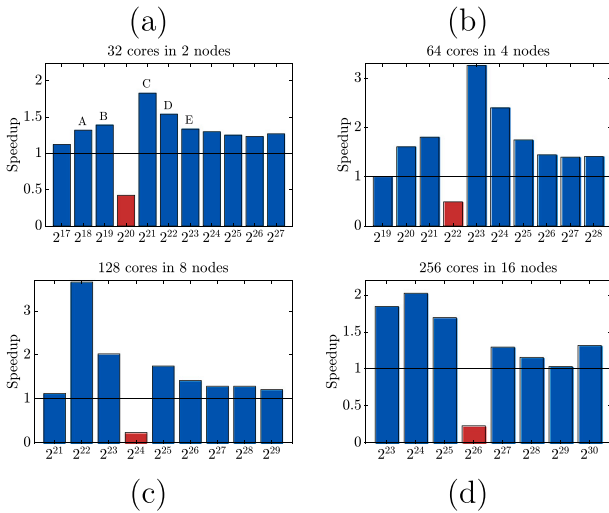 (a) (b)
32 cores in 2 nodes
Speedup
2
1.5
1
0.5
0
A B C D E
2^17 2^18 2^19 2^20 2^21 2^22 2^23 2^24 2^25 2^26 2^27
64 cores in 4 nodes
Speedup
3
2
1
0
2^19 2^20 2^21 2^22 2^23 2^24 2^25 2^26 2^27 2^28
128 cores in 8 nodes
Speedup
3
2
1
0
2^21 2^22 2^23 2^24 2^25 2^26 2^27 2^28 2^29
256 cores in 16 nodes
Speedup
2
1.5
1
0.5
0
2^23 2^24 2^25 2^26 2^27 2^28 2^29 2^30
(c) (d)